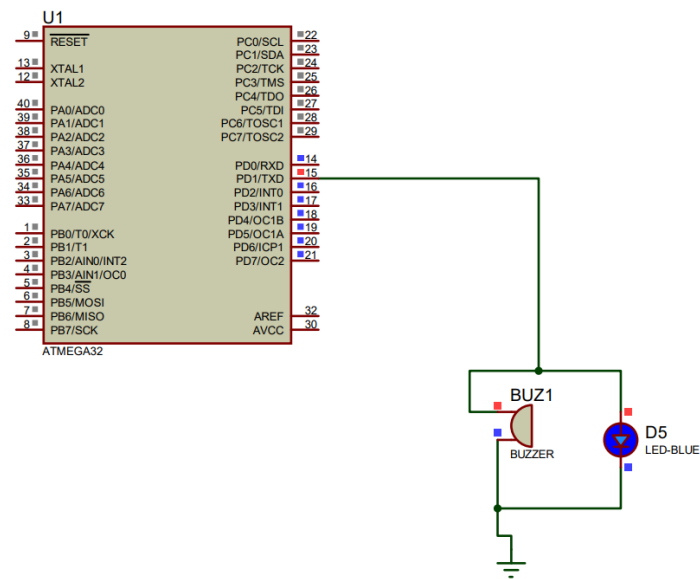 U1
9 RESET PC0/SCL 22
PC1/SDA 23
13 XTAL1 PC2/TCK 24
12 XTAL2 PC3/TMS 25
PC4/TDO 26
40 PA0/ADC0 PC5/TDI 27
39 PA1/ADC1 PC6/TOSC1 28
38 PA2/ADC2 PC7/TOSC2 29
37 PA3/ADC3
36 PA4/ADC4 PD0/RXD 14
35 PA5/ADC5 PD1/TXD 15
34 PA6/ADC6 PD2/INT0 16
33 PA7/ADC7 PD3/INT1 17
PD4/OC1B 18
1 PB0/T0/XCK PD5/OC1A 19
2 PB1/T1 PD6/ICP1 20
3 PB2/AIN0/INT2 PD7/OC2 21
4 PB3/AIN1/OC0
5 PB4/SS
6 PB5/MOSI
7 PB6/MISO AREF 32
8 PB7/SCK AVCC 30
ATMEGA32
BUZ1
BUZZER
D5
LED-BLUE